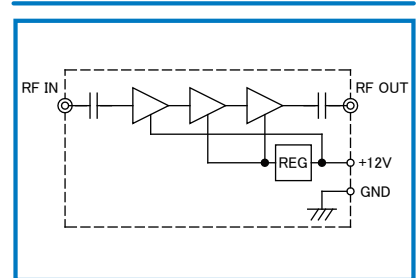 RF IN
RF OUT
REG
+12V
GND